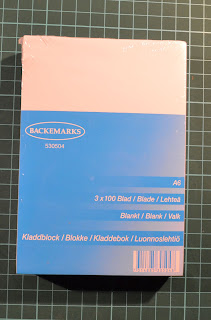 BACKEMARKS
530504
A6
3 x 100 Blad / Blade / Lehteä
Blankt / Blank / Valk
Kladdblock / Blokke / Kladdebok / Luonnoslehtiö